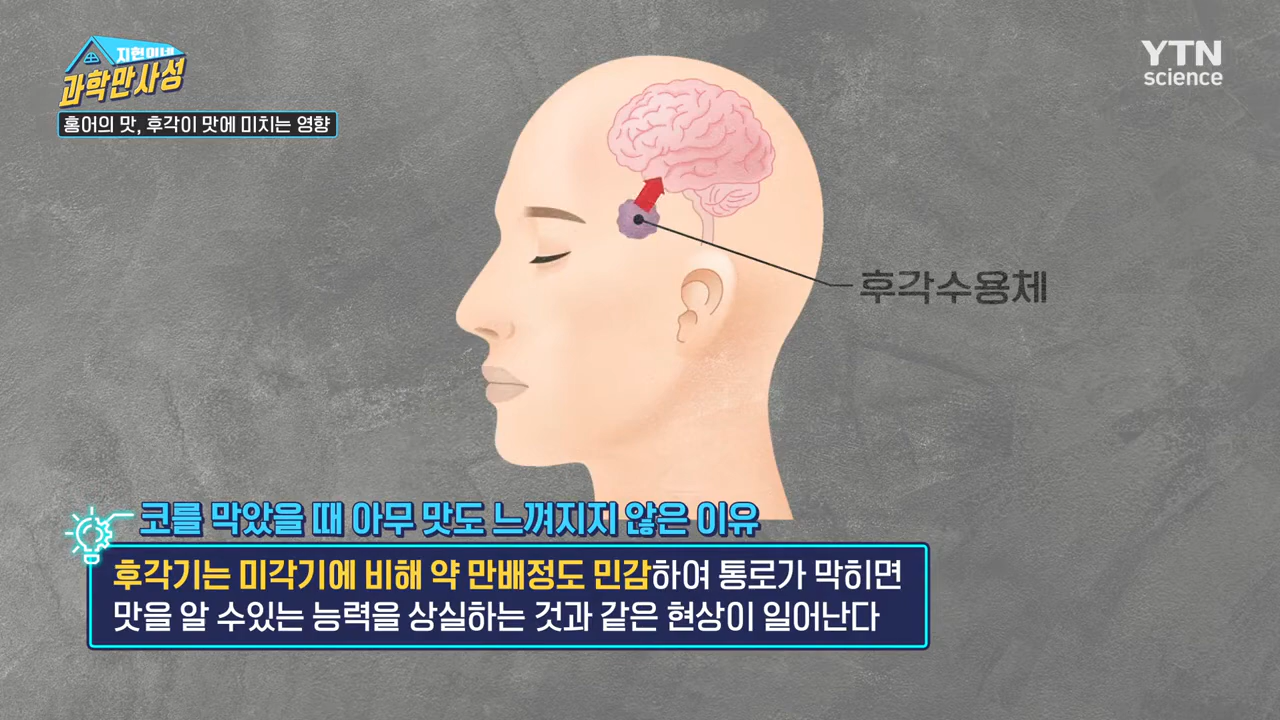 지현이네
과학만사성
홍어의 맛, 후각이 맛에 미치는 영향
YTN
science
후각수용체
코를 막았을 때 아무 맛도 느껴지지 않은 이유
후각기는 미각기에 비해 약 만배정도 민감하여 통로가 막히면
맛을 알 수있는 능력을 상실하는 것과 같은 현상이 일어난다